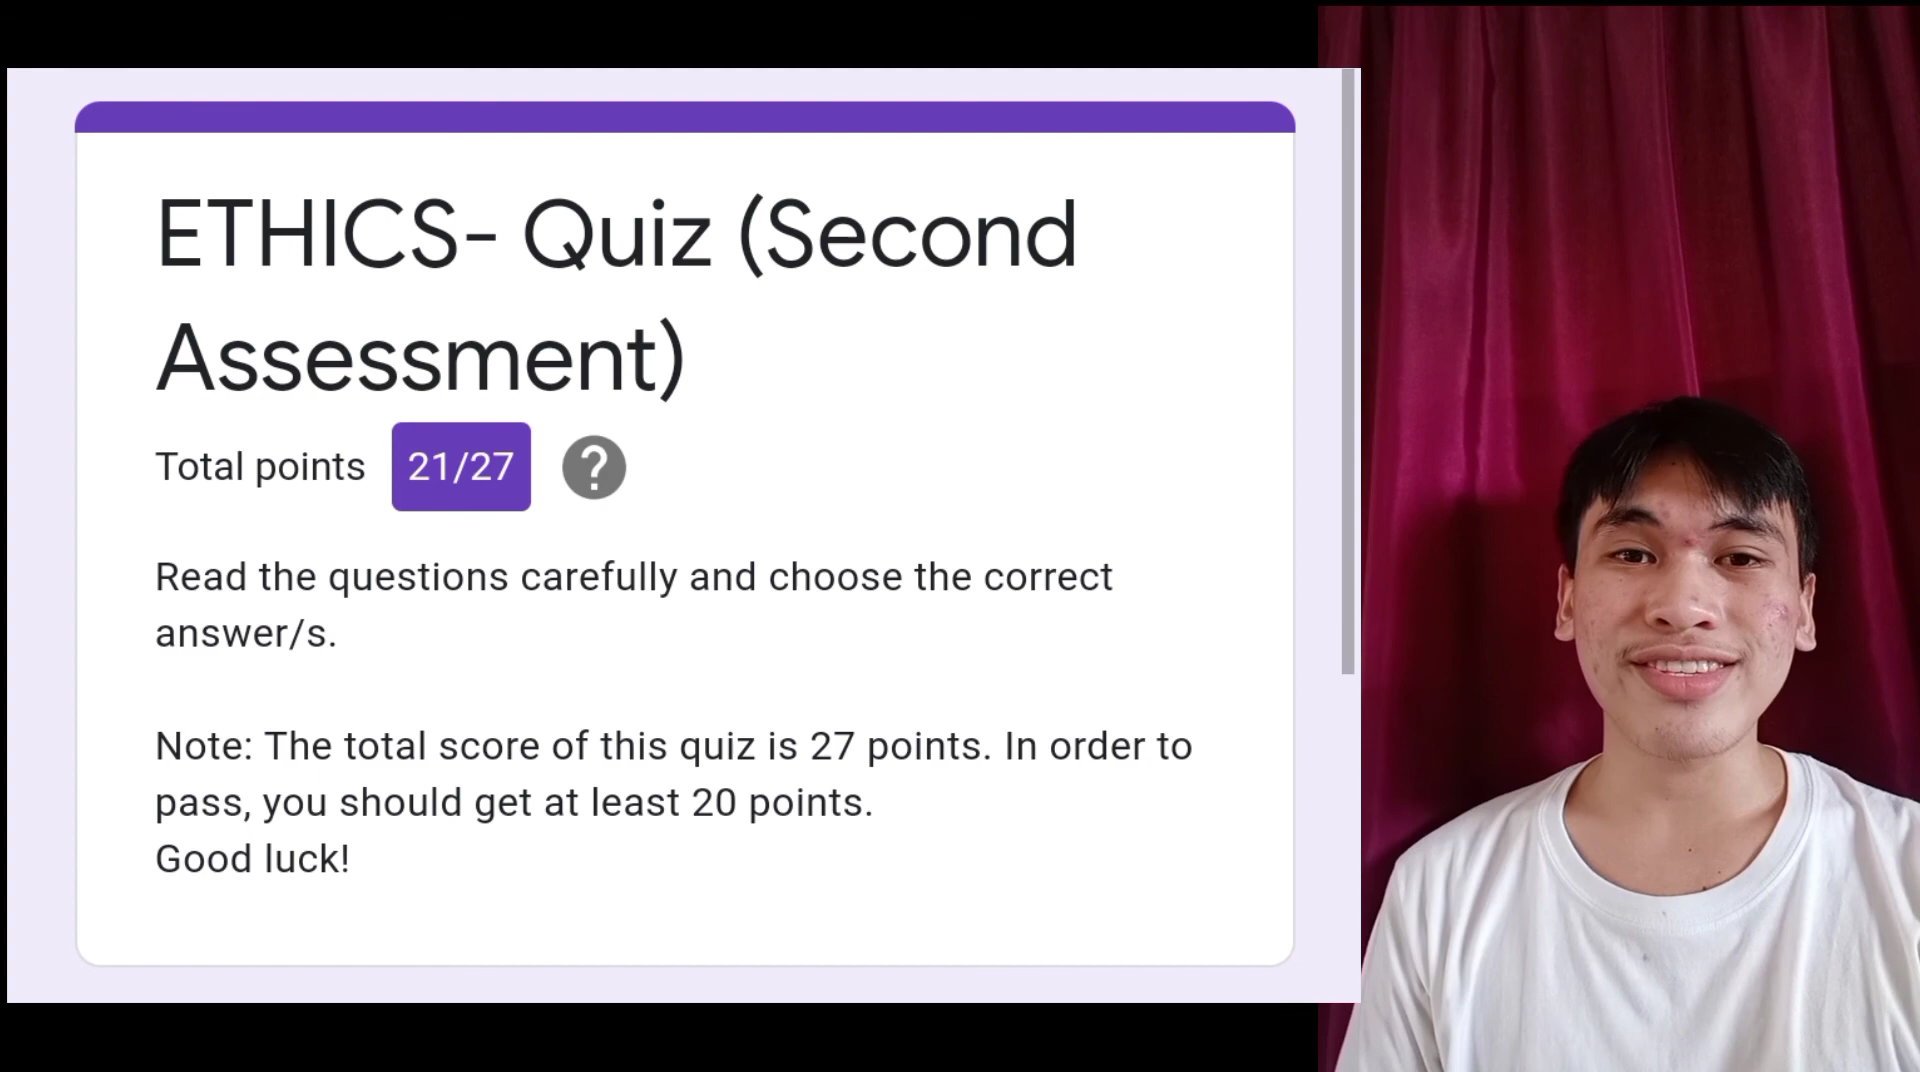 ETHICS- Quiz (Second
Assessment)
Total points 21/27 ?
Read the questions carefully and choose the correct
answer/s.
Note: The total score of this quiz is 27 points. In order to
pass, you should get at least 20 points.
Good luck!